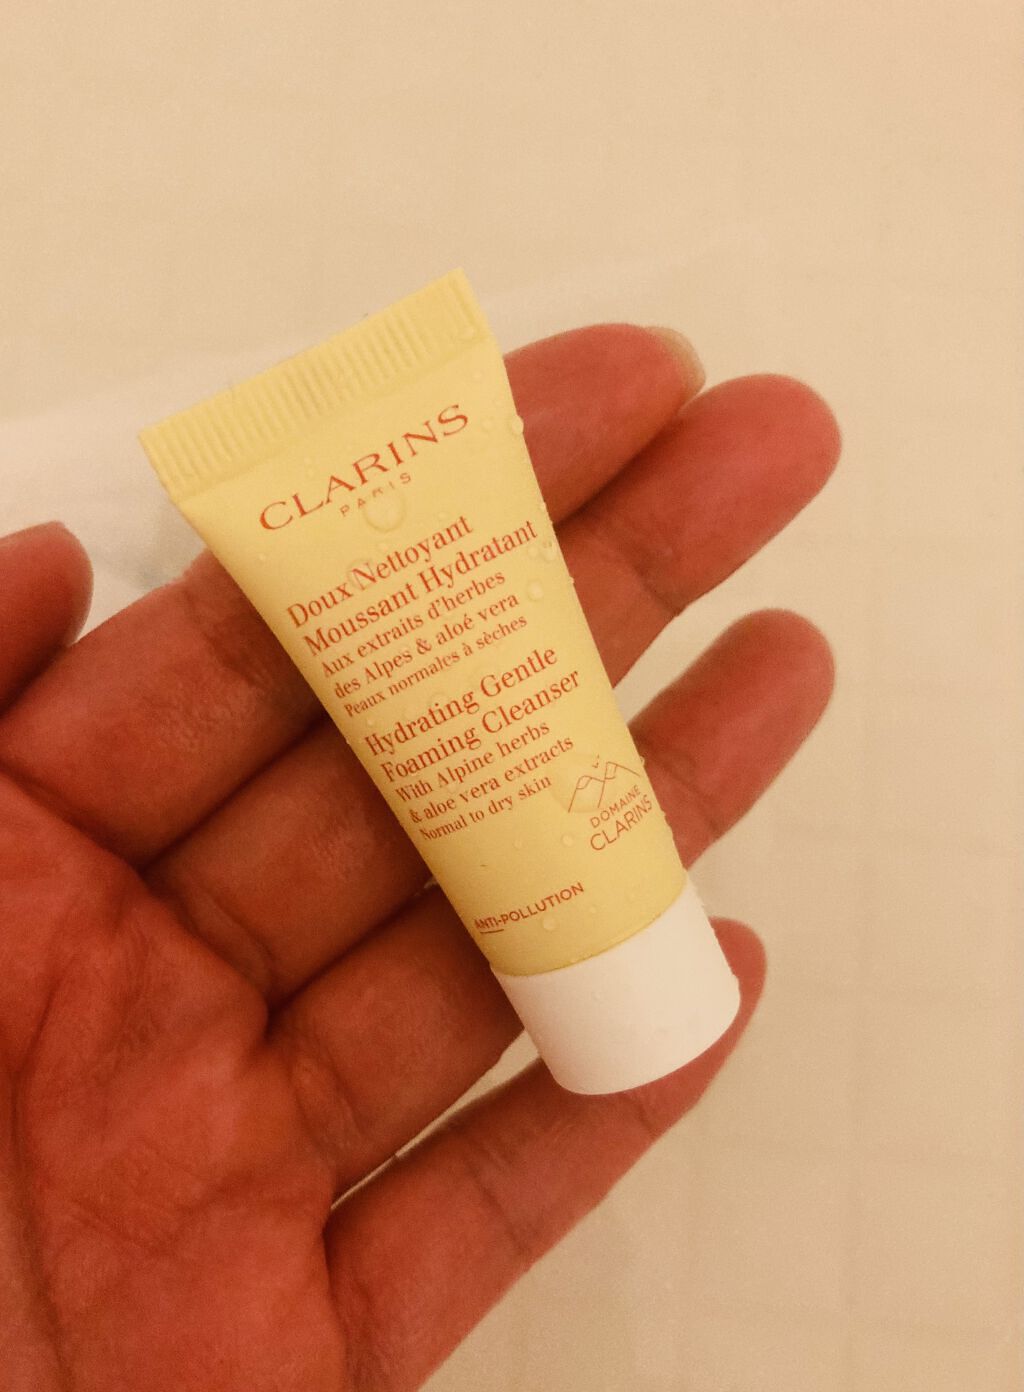 CLARINS
PARIS
Doux Nettoyant
Moussant Hydratant
Aux extraits d'herbes
des Alpes & aloé vera
Peaux normales à sèches
Hydrating Gentle
Foaming Cleanser
With Alpine herbs
& aloe vera extracts
Normal to dry skin
DOMAINE
CLARINS
ANTI-POLLUTION